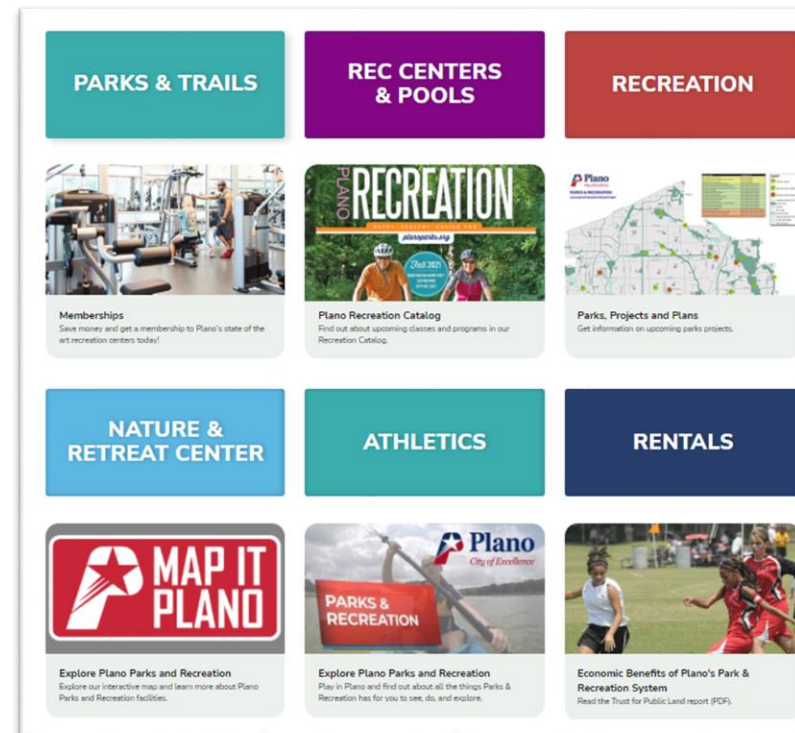 PARKS & TRAILS
REC CENTERS
& POOLS
RECREATION
PLANO
RECREATION
planoparks.org
Fall 2021
Plano
Memberships
Save money and get a membership to Plano's state of the
art recreation centers today!
Plano Recreation Catalog
Find out about upcoming classes and programs in our
Recreation Catalog.
Parks, Projects and Plans
Get information on upcoming parks projects.
NATURE &
RETREAT CENTER
ATHLETICS
RENTALS
MAP IT
PLANO
Plano
City of Excellence
PARKS &
RECREATION
Explore Plano Parks and Recreation
Explore our interactive map and learn more about Plano
Parks and Recreation facilities.
Explore Plano Parks and Recreation
Play in Plano and find out about all the things Parks &
Recreation has for you to see, do, and explore.
Economic Benefits of Plano's Park &
Recreation System
Read the Trust for Public Land report (PDF).